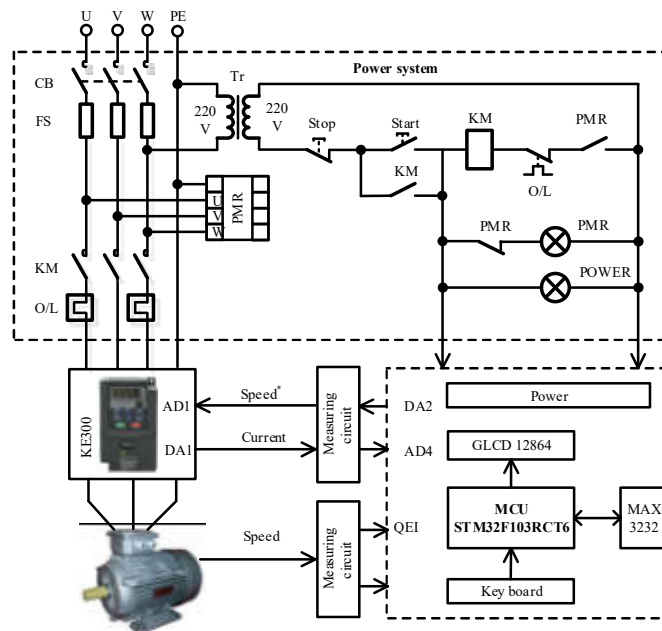 U V W PE
Power system
CB
FS
Tr
220
V
220
V
Stop
Start
KM
PMR
KM
O/L
U
V
W
PMR
PMR
PMR
POWER
KM
O/L
KE300
AD1
DA1
Speed*
Current
Measuring
circuit
DA2
AD4
Power
GLCD 12864
MCU
STM32F103RCT6
MAX
3232
Key board
Speed
Measuring
circuit
QEI